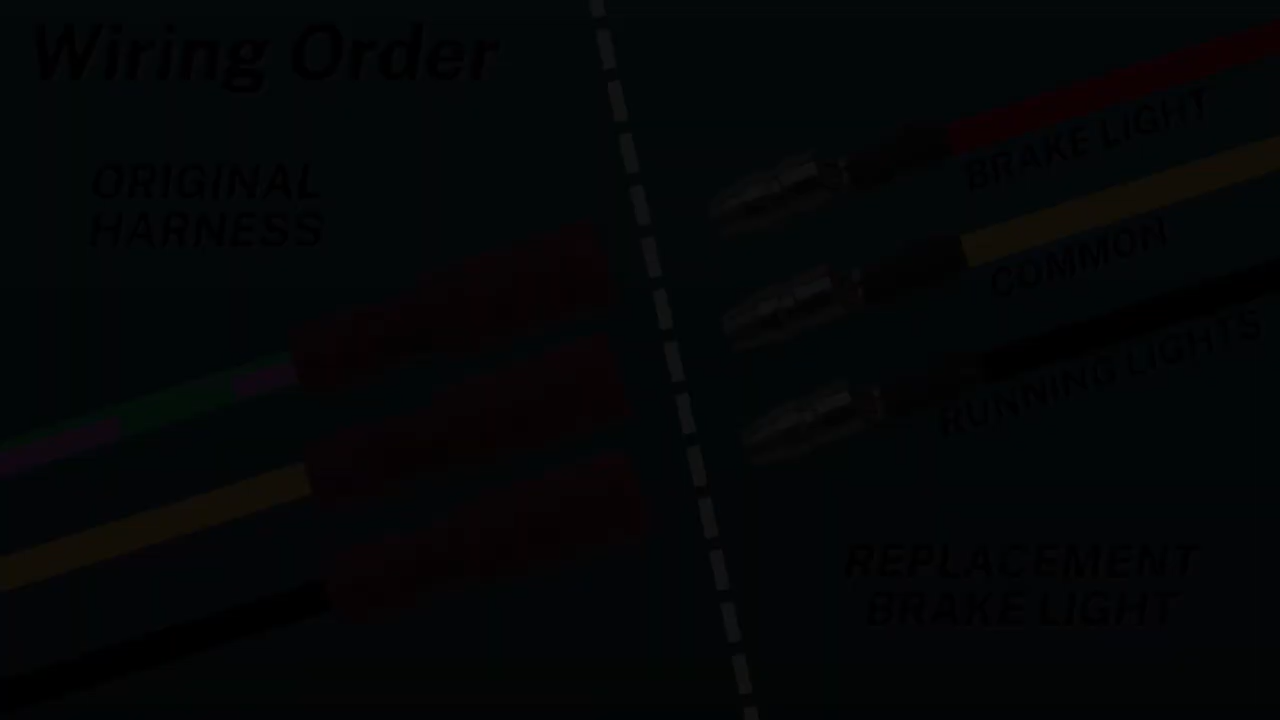 Wiring Order
ORIGINAL
HARNESS
BRAKE LIGHT
COMMON
RUNNING LIGHTS
REPLACEMENT
BRAKE LIGHT